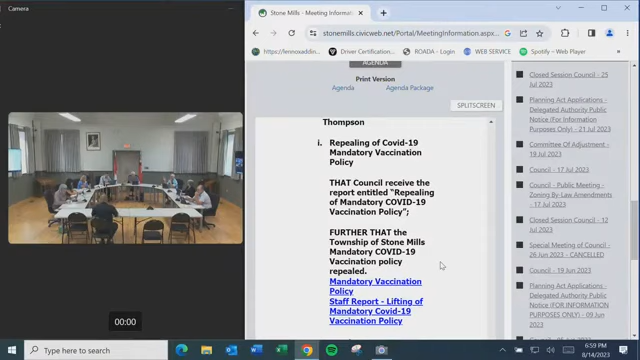 Camera
Stone Mills - Meeting Informat
stonemills.civicweb.net/Portal/MeetingInformation.aspx...
https://lennoxaddin...
Driver Certification...
ROADA - Login
WEB SERVICE
Spotify – Web Player
AGENDA
Print Version
Agenda
Agenda Package
SPLITSCREEN
Thompson
i. Repealing of Covid-19
Mandatory Vaccination
Policy
THAT Council receive the
report entitled "Repealing
of Mandatory COVID-19
Vaccination Policy";
FURTHER THAT the
Township of Stone Mills
Mandatory COVID-19
Vaccination policy
repealed.
Mandatory Vaccination
Policy
Staff Report - Lifting of
Mandatory Covid-19
Vaccination Policy
Closed Session Council - 25
Jul 2023
Planning Act Applications -
Delegated Authority Public
Notice (For Information
Purposes Only) - 21 Jul 2023
Committee Of Adjustment -
19 Jul 2023
Council - 17 Jul 2023
Council - Public Meeting -
Zoning By-Law Amendments
- 17 Jul 2023
Closed Session Council - 12
Jul 2023
Special Meeting of Council -
26 Jun 2023 - CANCELLED
Council - 19 Jun 2023
Planning Act Applications -
Delegated Authority Public
Notice (FOR INFORMATION
PURPOSES ONLY) - 09 Jun
2023
00:00
Type here to search
6:59 PM
8/14/2023